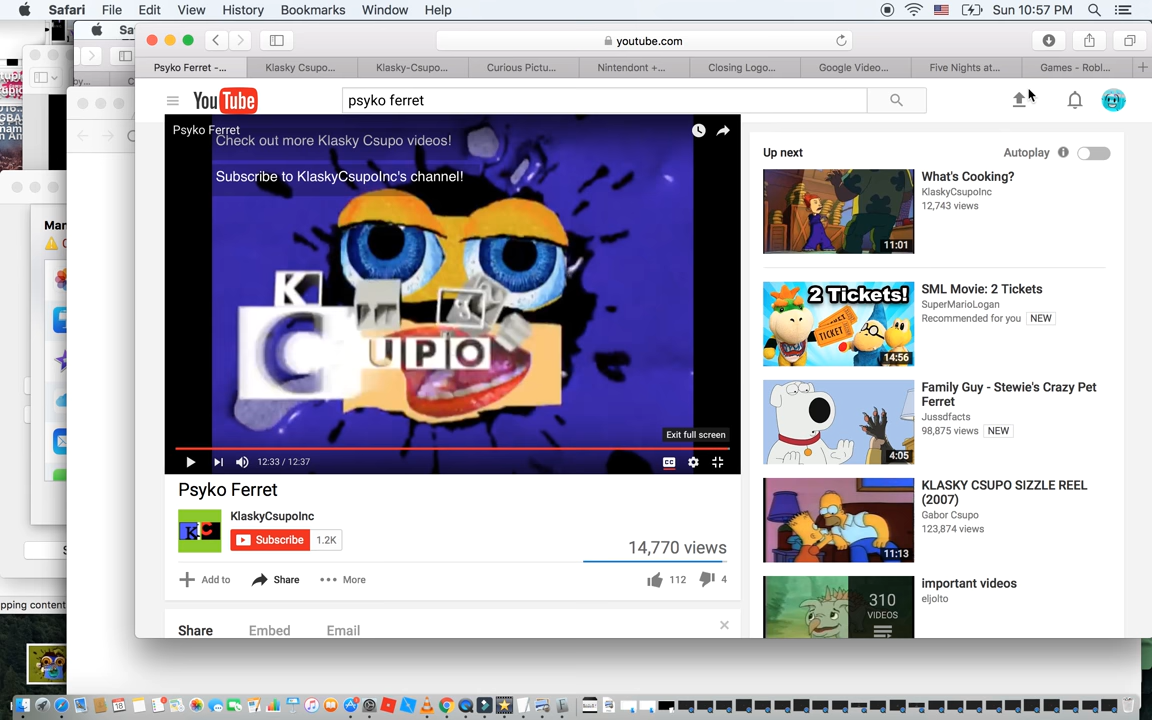 Safari File Edit View History Bookmarks Window Help
Sun 10:57 PM
Sa
youtube.com
Psyko Ferret -... Klasky Csupo... Klasky-Csupo... Curious Pictu... Nintendont +... Closing Logo... Google Video... Five Nights at... Games - Robl...
YouTube
psyko ferret
Psyko Ferret
Check out more Klasky Csupo videos!
Subscribe to KlaskyCsupoInc's channel!
K
C UPO
Exit full screen
12:33 / 12:37
CC
Psyko Ferret
KlaskyCsupoInc
Subscribe 1.2K
14,770 views
Add to Share More
112 4
Share Embed Email
Up next
Autoplay
What's Cooking?
KlaskyCsupoInc
12,743 views
11:01
2 Tickets!
TICKET
SML Movie: 2 Tickets
SuperMarioLogan
Recommended for you NEW
14:56
Family Guy - Stewie's Crazy Pet
Ferret
Jussdfacts
98,875 views NEW
4:05
KLASKY CSUPO SIZZLE REEL
(2007)
Gabor Csupo
123,874 views
11:13
important videos
eljolto
310
VIDEOS
Man
pping content
18